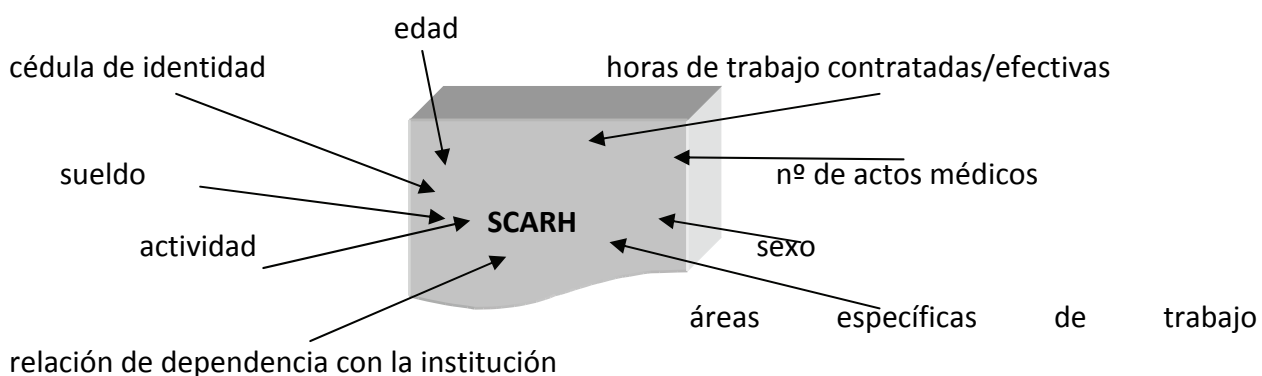 edad
cédula de identidad
horas de trabajo contratadas/efectivas
sueldo
nº de actos médicos
SCARH
actividad
sexo
áreas específicas de trabajo
relación de dependencia con la institución